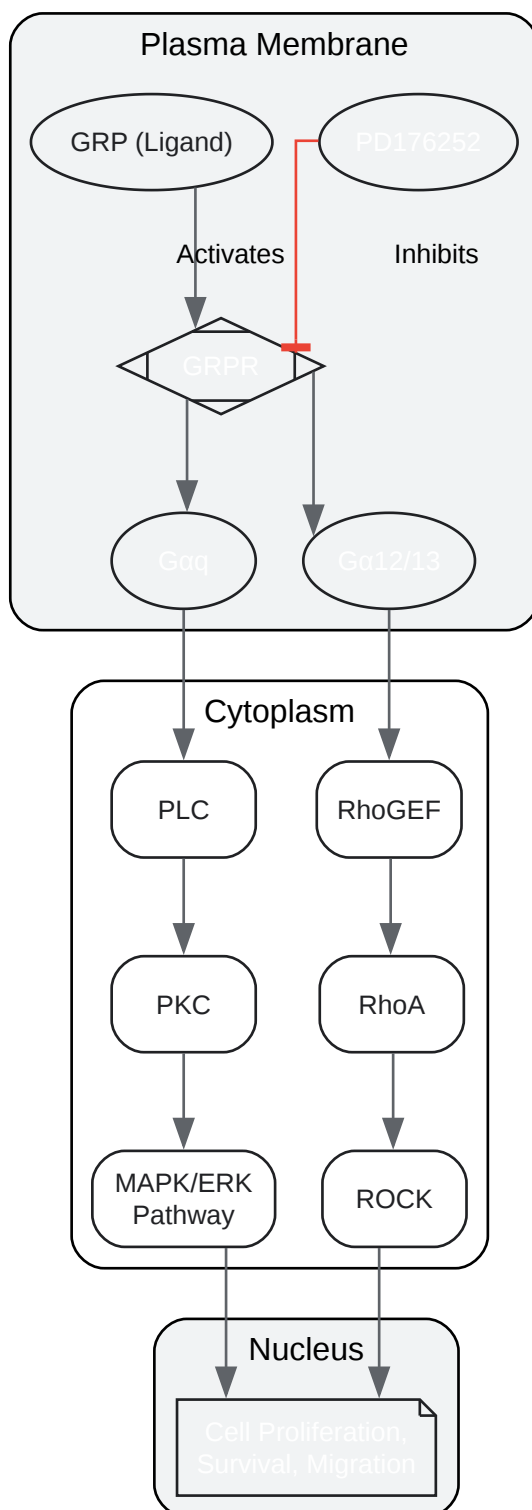 Plasma Membrane
GRP (Ligand)
PD176252
Activates
Inhibits
GRPR
Gαq
Gα12/13
Cytoplasm
PLC
RhoGEF
PKC
RhoA
MAPK/ERK
Pathway
ROCK
Nucleus
Cell Proliferation,
Survival, Migration